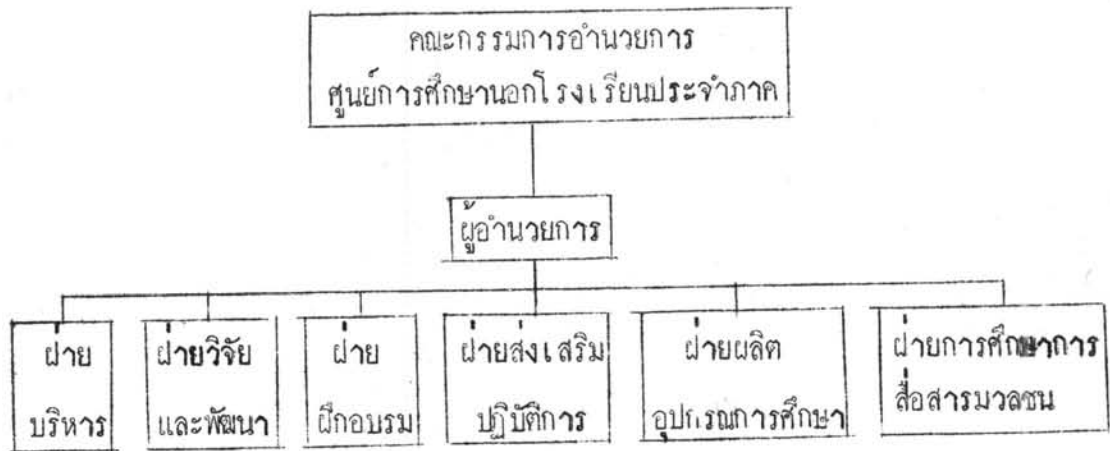 คณะกรรมการอำนวยการ
ศูนย์การศึกษานอกโรงเรียนประจำภาค
ผู้อำนวยการ
ฝ่าย
บริหาร
ฝ่ายวิจัย
และพัฒนา
ฝ่าย
ฝึกอบรม
ฝ่ายส่งเสริม
ปฏิบัติการ
ฝ่ายผลิต
อุปกรณการศึกษา
ฝ่ายการศึกษาการ
สื่อสารมวลชน